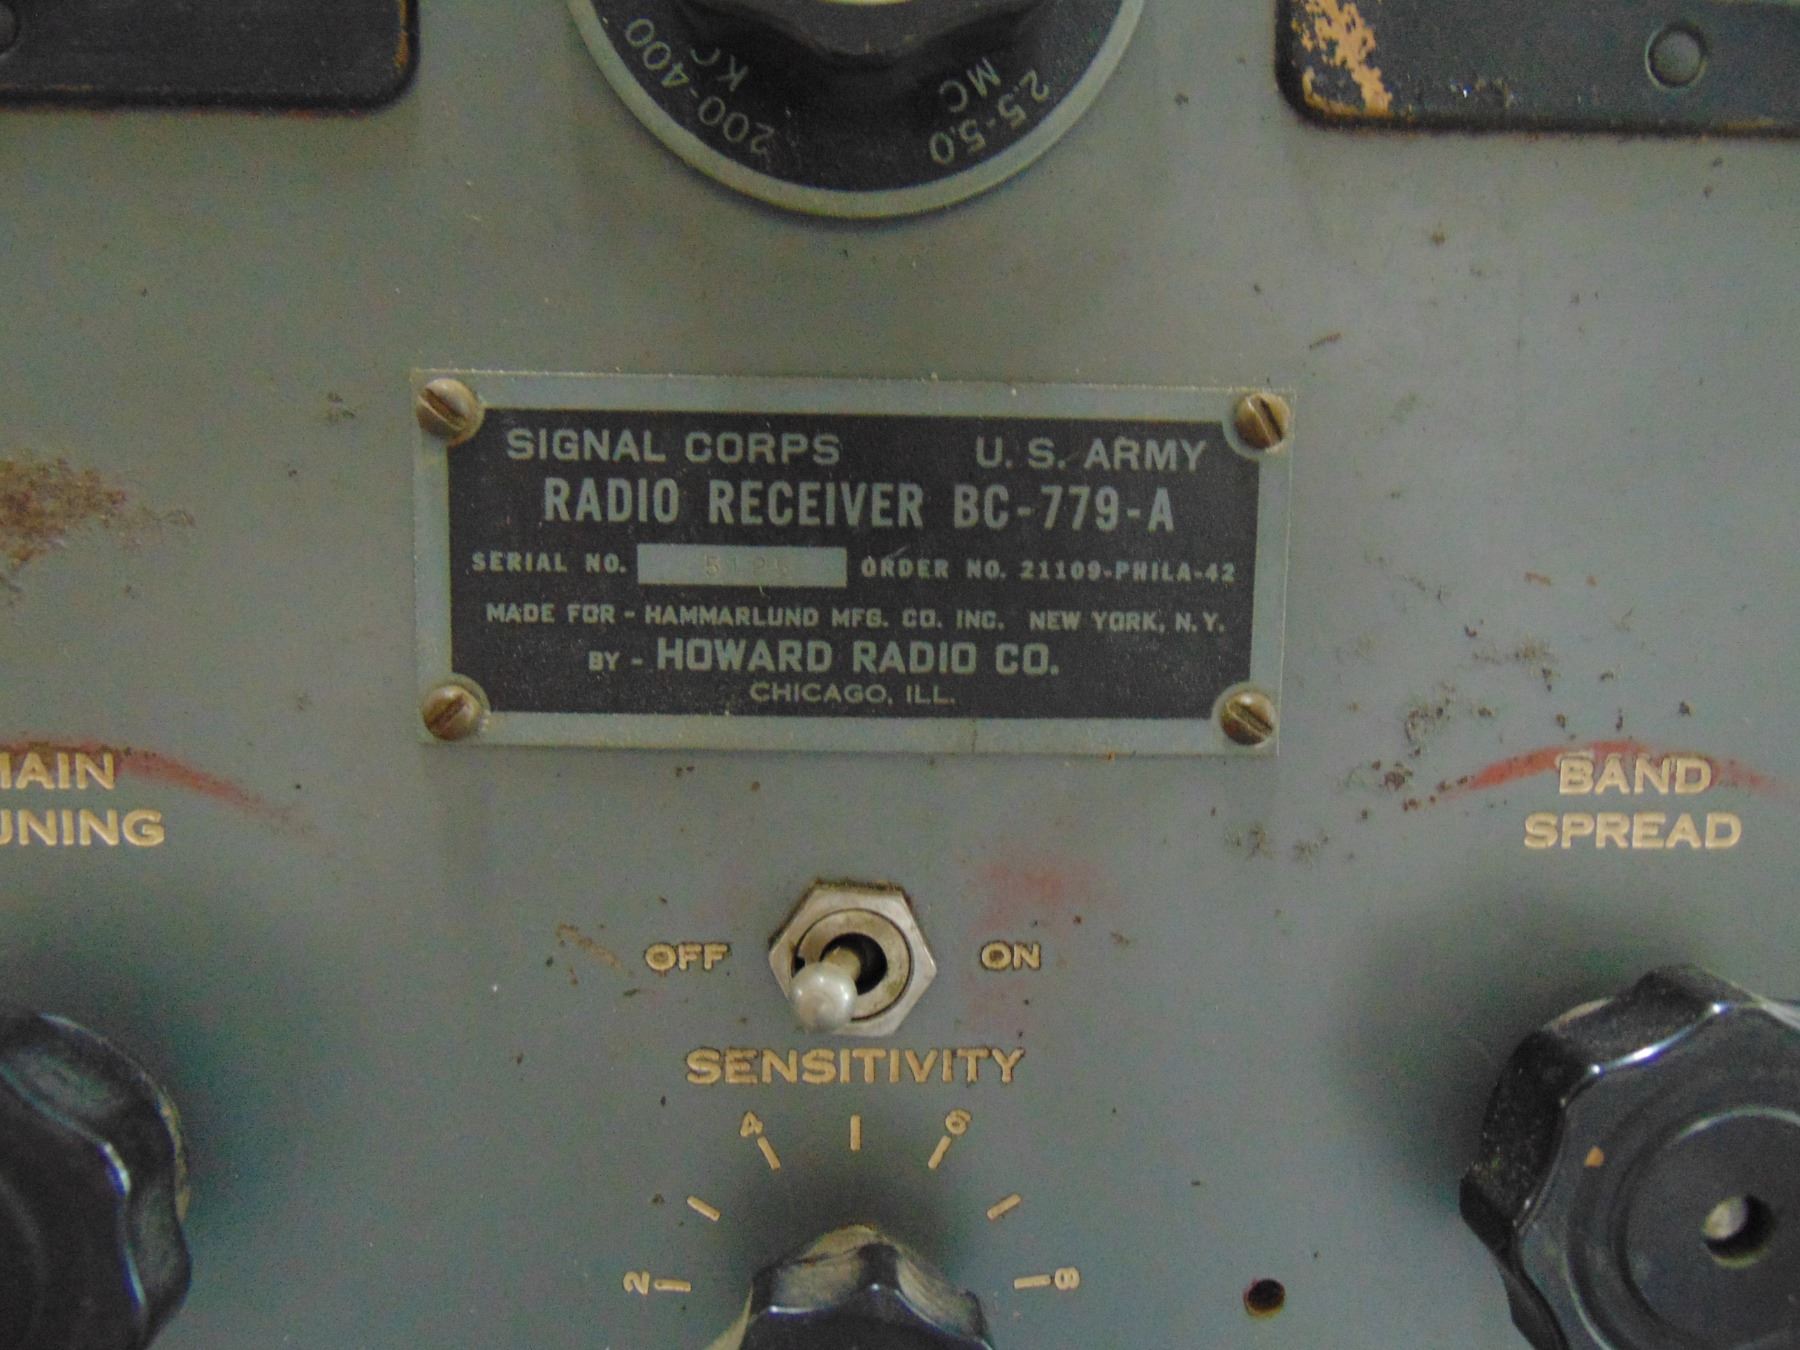 200-400
KC
2.5-5.0
MC
SIGNAL CORPS U. S. ARMY
RADIO RECEIVER BC-779-A
SERIAL NO. ORDER NO. 21109-PHILA-42
MADE FOR - HAMMARLUND MFG. CO. INC. NEW YORK, N.Y.
BY - HOWARD RADIO CO.
CHICAGO, ILL.
BAND
SPREAD
OFF ON
SENSITIVITY
4 6
2 8